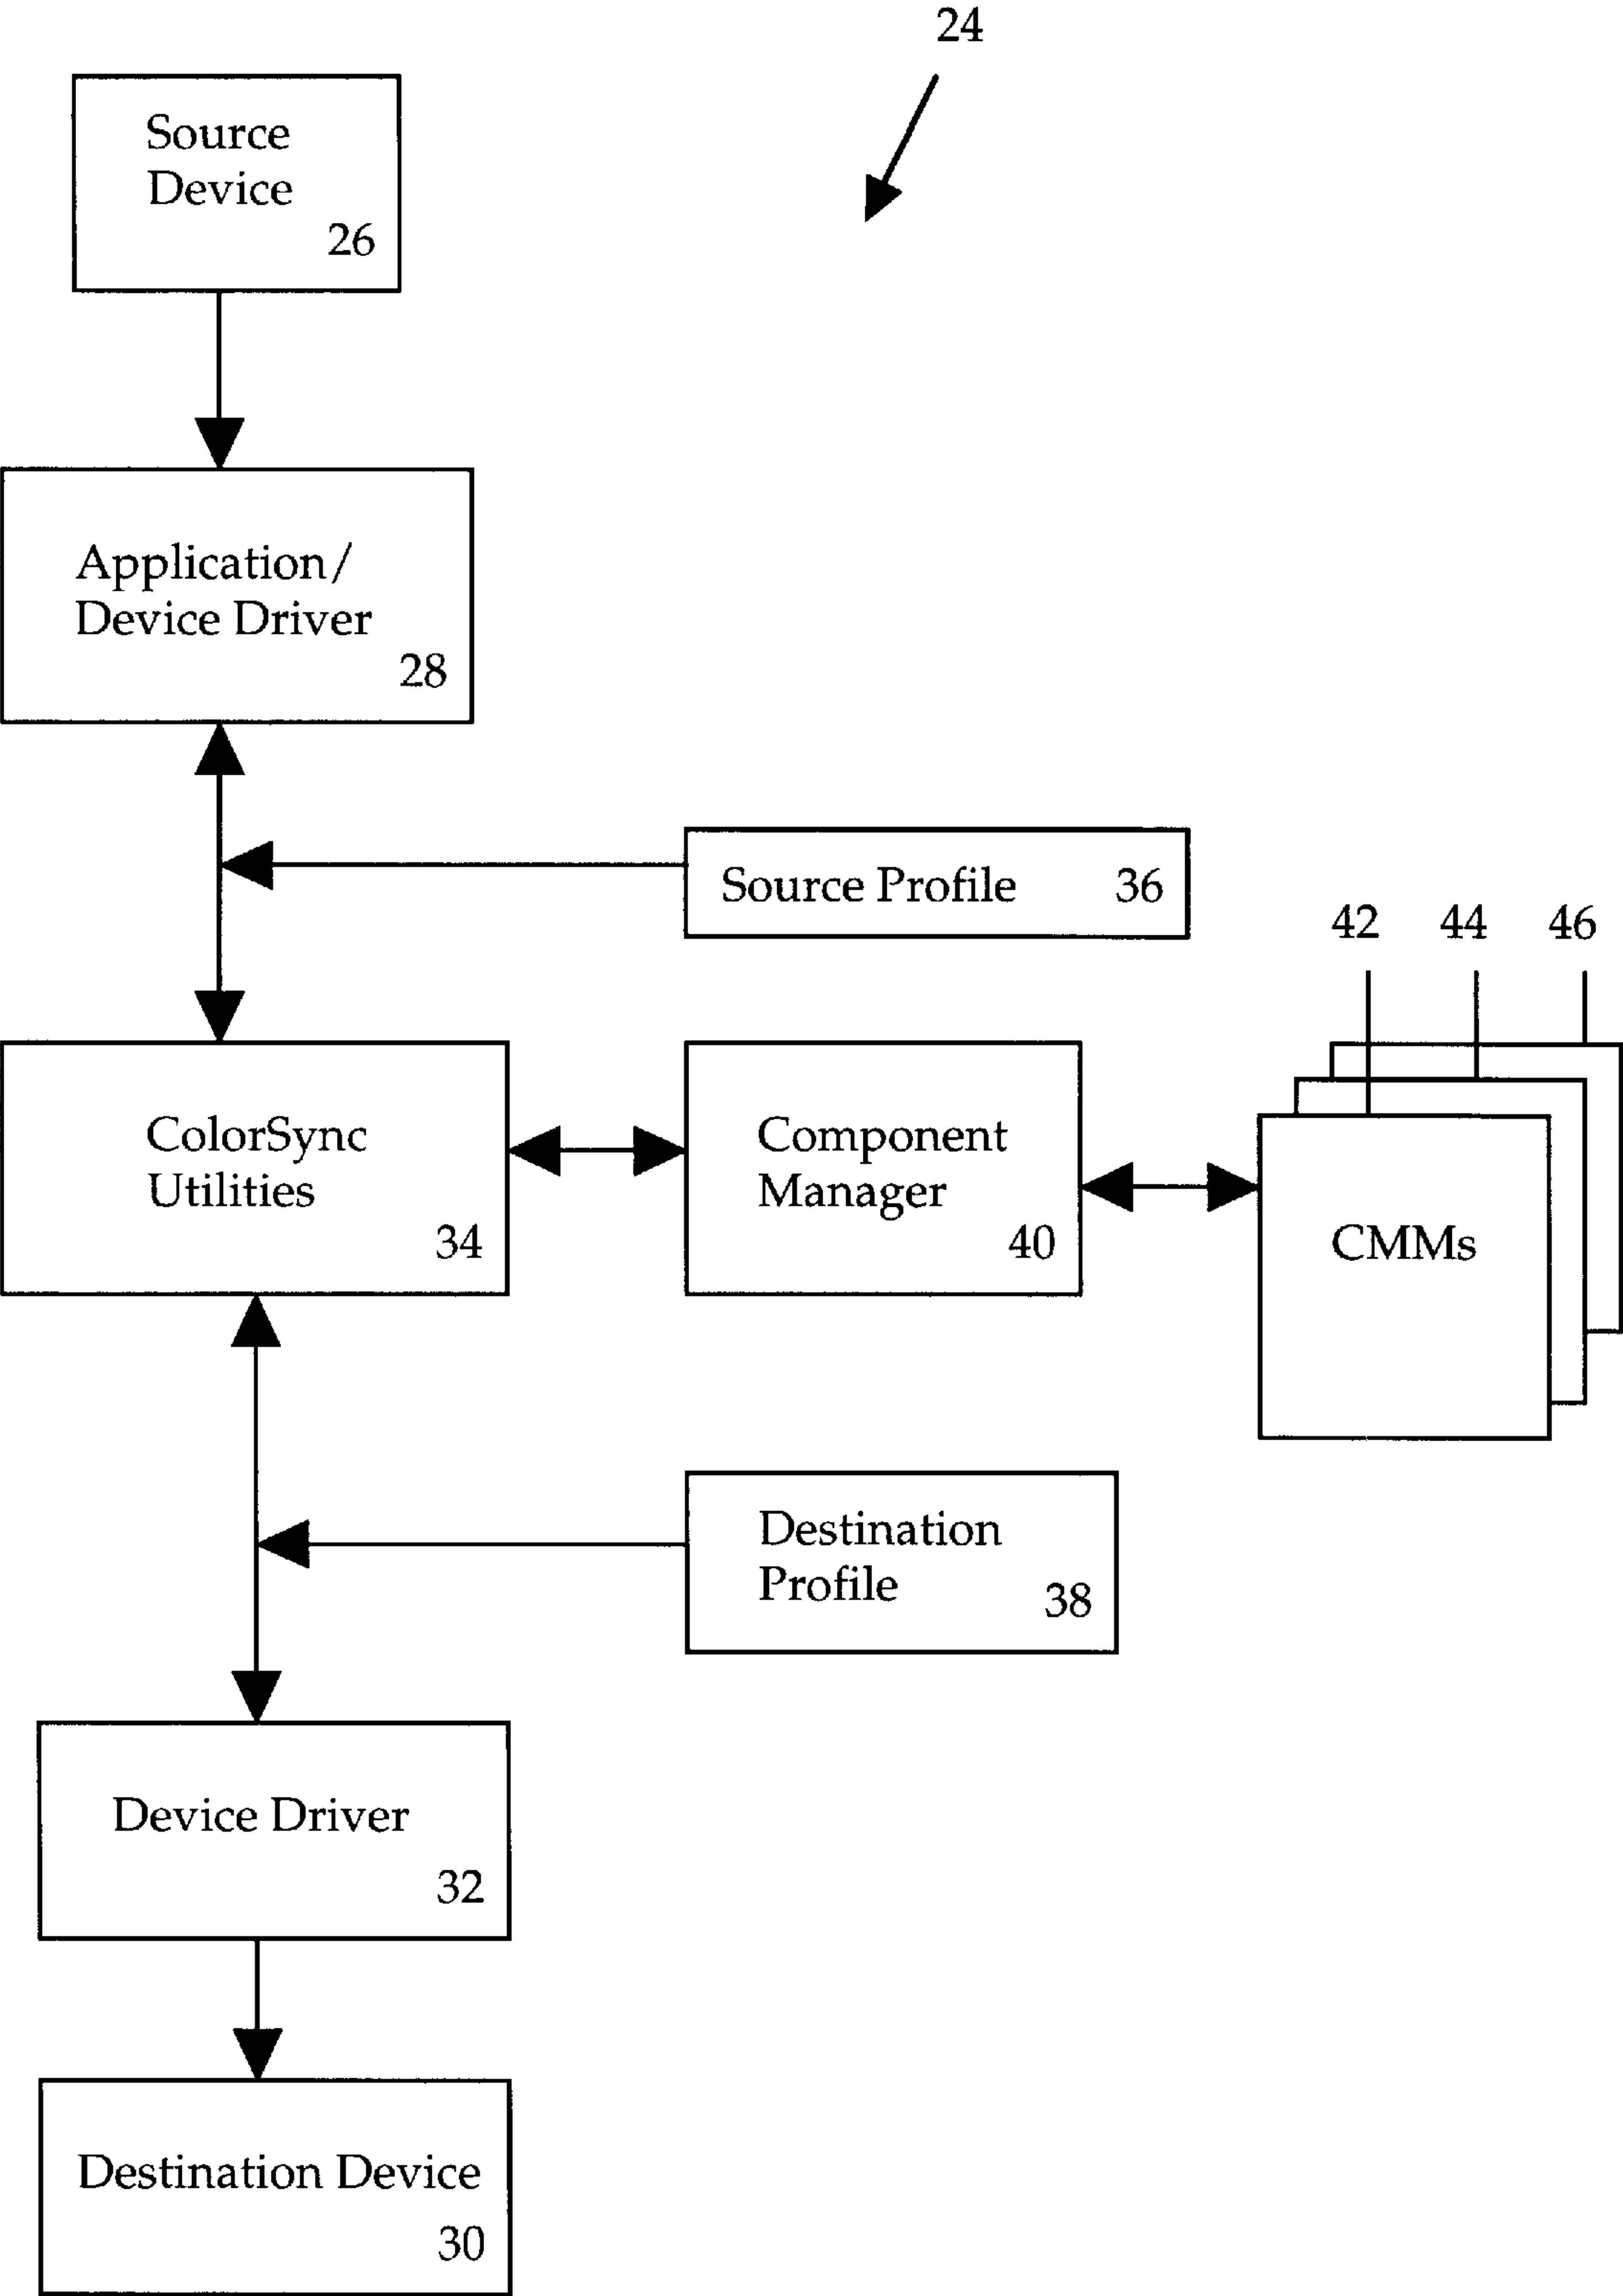 24
Source
Device
26
Application/
Device Driver
28
Source Profile 36
42 44 46
ColorSync
Utilities
34
Component
Manager
40
CMMs
Destination
Profile
38
Device Driver
32
Destination Device
30